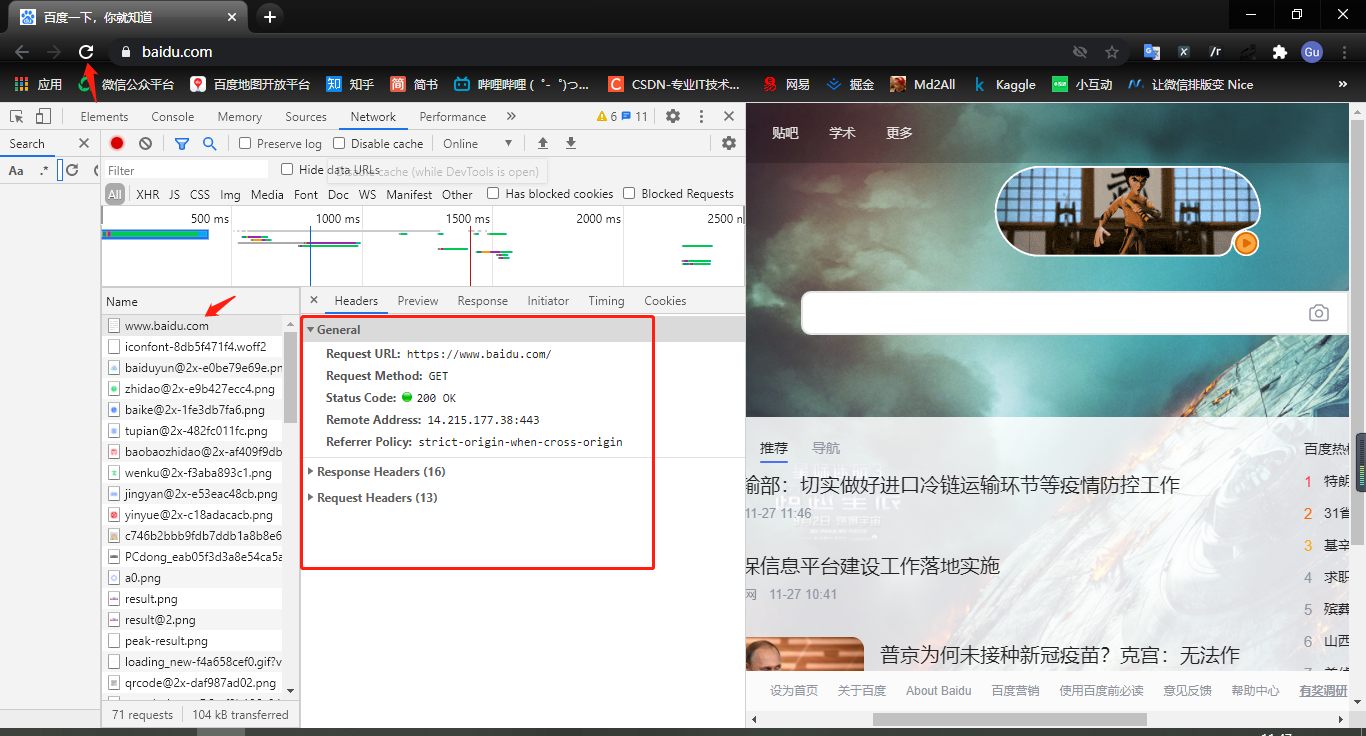 百度一下，你就知道
baidu.com
Gu
应用 微信公众平台 百度地图开放平台 知乎 简书 哔哩哔哩 ( ゜- ゜)つ... CSDN-专业IT技术... 网易 掘金 Md2All Kaggle 小互动 让微信排版变 Nice »
Elements Console Memory Sources Network Performance » 6 11
Search Preserve log Disable cache Online
Aa .* Filter Hide data URLs Disable cache (while DevTools is open)
All XHR JS CSS Img Media Font Doc WS Manifest Other Has blocked cookies Blocked Requests
500 ms 1000 ms 1500 ms 2000 ms 2500 n
Name
Headers Preview Response Initiator Timing Cookies
www.baidu.com
iconfont-8db5f471f4.woff2
baiduyun@2x-e0be79e69e.pn
zhidao@2x-e9b427ecc4.png
baike@2x-1fe3db7fa6.png
tupian@2x-482fc011fc.png
baobaozhidao@2x-af409f9db
wenku@2x-f3aba893c1.png
jingyan@2x-e53eac48cb.png
yinyue@2x-c18adacacb.png
c746b2bbb9fdb7ddb1a8b8e6
PCdong_eab05f3d3a8e54ca5a
a0.png
result.png
result@2.png
peak-result.png
loading_new-f4a658cef0.gif?v
qrcode@2x-daf987ad02.png
71 requests 104 kB transferred
General
Request URL: https://www.baidu.com/
Request Method: GET
Status Code: 200 OK
Remote Address: 14.215.177.38:443
Referrer Policy: strict-origin-when-cross-origin
Response Headers (16)
Request Headers (13)
贴吧 学术 更多
推荐 导航 百度热
输部：切实做好进口冷链运输环节等疫情防控工作
11-27 11:46
保信息平台建设工作落地实施
网 11-27 10:41
普京为何未接种新冠疫苗？克宫：无法作
1 特朗
2 31省
3 基辛
4 求职
5 殡葬
6 山西
设为首页 关于百度 About Baidu 百度营销 使用百度前必读 意见反馈 帮助中心 有奖调研